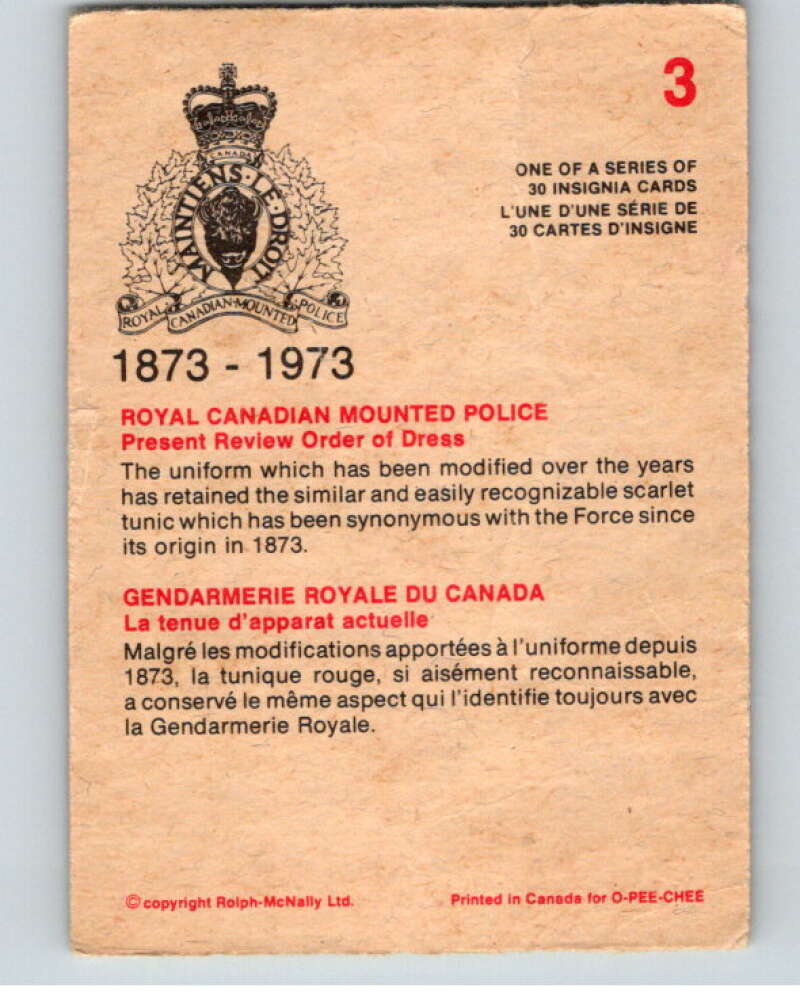 3
ONE OF A SERIES OF
30 INSIGNIA CARDS
L'UNE D'UNE SÉRIE DE
30 CARTES D'INSIGNE
CANADA
MAINTIENS·LE·DROIT
ROYAL CANADIAN·MOUNTED POLICE
1873 - 1973
ROYAL CANADIAN MOUNTED POLICE
Present Review Order of Dress
The uniform which has been modified over the years
has retained the similar and easily recognizable scarlet
tunic which has been synonymous with the Force since
its origin in 1873.
GENDARMERIE ROYALE DU CANADA
La tenue d'apparat actuelle
Malgré les modifications apportées à l'uniforme depuis
1873, la tunique rouge, si aisément reconnaissable,
a conservé le même aspect qui l'identifie toujours avec
la Gendarmerie Royale.
© copyright Rolph-McNally Ltd.
Printed in Canada for O-PEE-CHEE